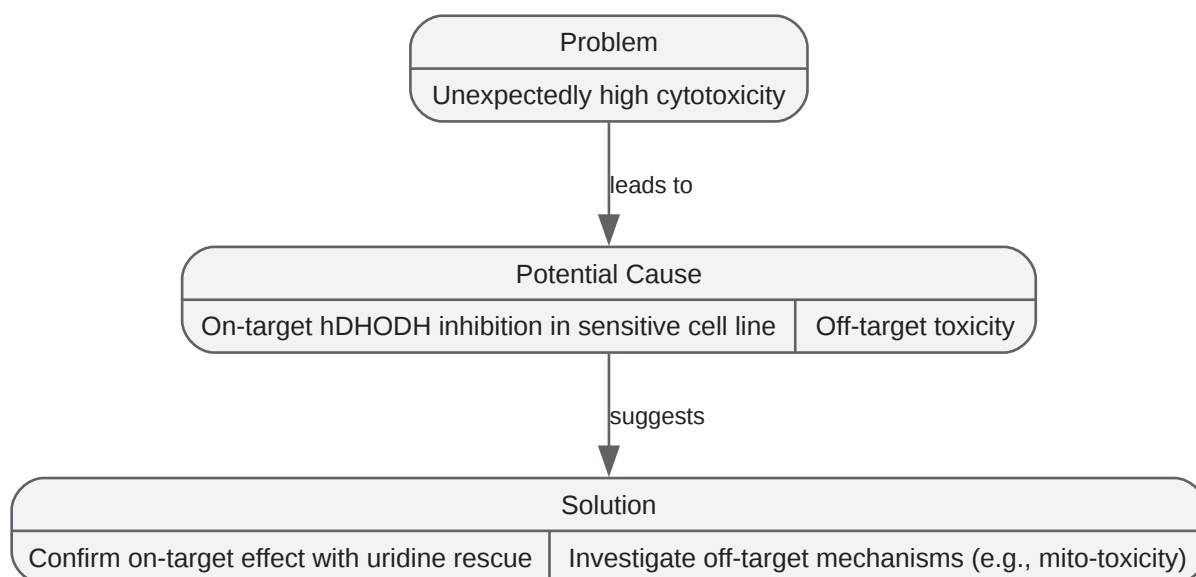 Problem
Unexpectedly high cytotoxicity
leads to
Potential Cause
On-target hDHODH inhibition in sensitive cell line
Off-target toxicity
suggests
Solution
Confirm on-target effect with uridine rescue
Investigate off-target mechanisms (e.g., mito-toxicity)